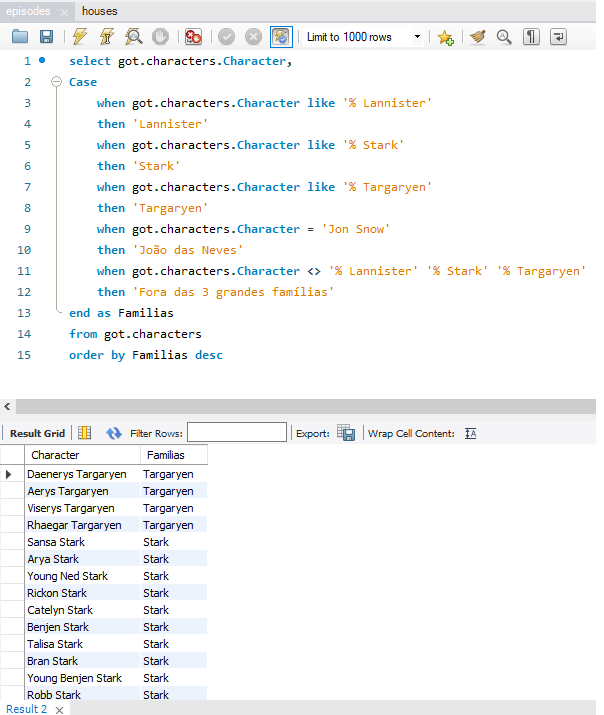 episodes houses
Limit to 1000 rows
1 select got.characters.Character,
2 Case
3 when got.characters.Character like '% Lannister'
4 then 'Lannister'
5 when got.characters.Character like '% Stark'
6 then 'Stark'
7 when got.characters.Character like '% Targaryen'
8 then 'Targaryen'
9 when got.characters.Character = 'Jon Snow'
10 then 'João das Neves'
11 when got.characters.Character <> '% Lannister' '% Stark' '% Targaryen'
12 then 'Fora das 3 grandes famílias'
13 end as Familias
14 from got.characters
15 order by Familias desc
Result Grid Filter Rows: Export: Wrap Cell Content:
Character Familias
Daenerys Targaryen Targaryen
Aerys Targaryen Targaryen
Viserys Targaryen Targaryen
Rhaegar Targaryen Targaryen
Sansa Stark Stark
Arya Stark Stark
Young Ned Stark Stark
Rickon Stark Stark
Catelyn Stark Stark
Benjen Stark Stark
Talisa Stark Stark
Bran Stark Stark
Young Benjen Stark Stark
Robb Stark Stark
Result 2